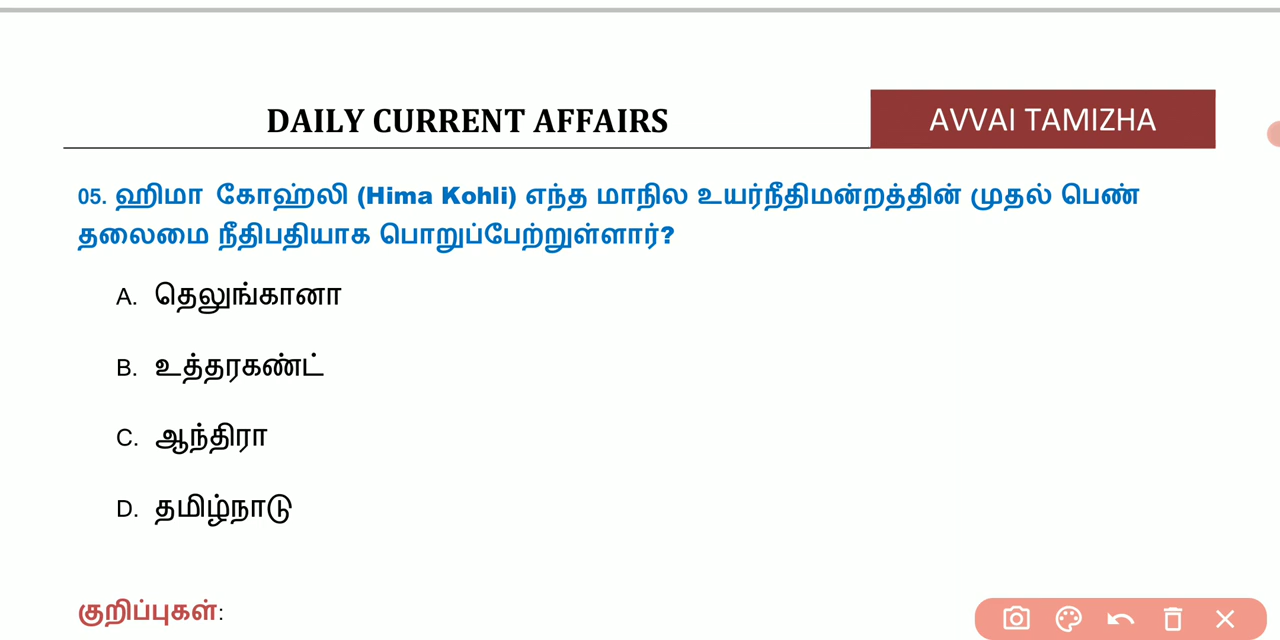 DAILY CURRENT AFFAIRS
AVVAI TAMIZHA
05. ஹிமா கோஹ்லி (Hima Kohli) எந்த மாநில உயர்நீதிமன்றத்தின் முதல் பெண்
தலைமை நீதிபதியாக பொறுப்பேற்றுள்ளார்?
A. தெலுங்கானா
B. உத்தரகண்ட்
C. ஆந்திரா
D. தமிழ்நாடு
குறிப்புகள்: